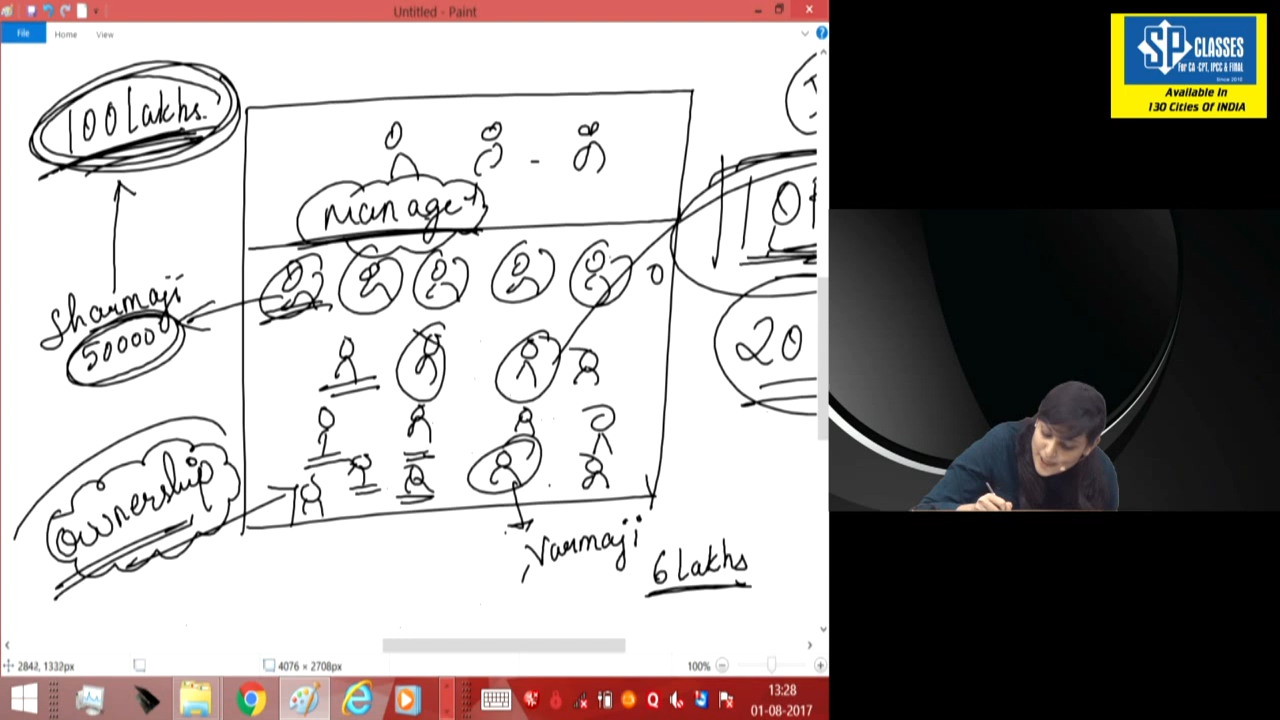 Untitled - Paint
File
Home
View
SP CLASSES
For CA -CPT, IPCC & FINAL
Since 2010
Available In
130 Cities Of INDIA
100 Lakhs.
manage
Sharmaji
50000
20
ownership
Varmaji
6 Lakhs
2842, 1332px
4076 × 2708px
100%
13:28
01-08-2017